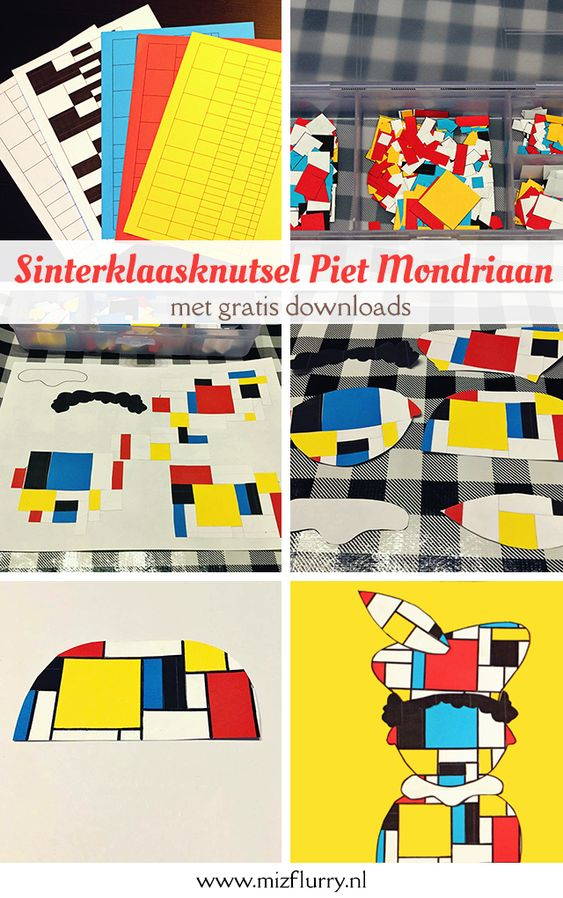 Sinterklaasknutsel Piet Mondriaan
met gratis downloads
www.mizflurry.nl